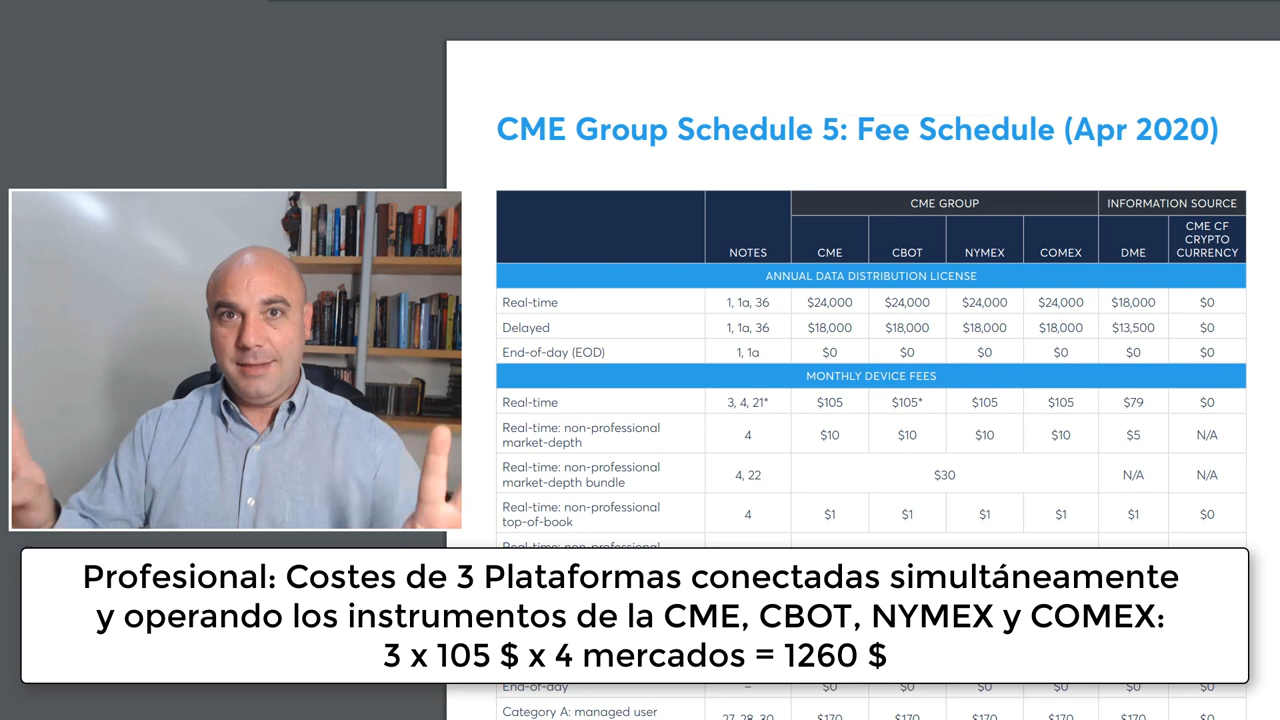 CME Group Schedule 5: Fee Schedule (Apr 2020)
CME GROUP INFORMATION SOURCE
NOTES CME CBOT NYMEX COMEX DME CME CF CRYPTO CURRENCY
ANNUAL DATA DISTRIBUTION LICENSE
Real-time 1, 1a, 36 $24,000 $24,000 $24,000 $24,000 $18,000 $0
Delayed 1, 1a, 36 $18,000 $18,000 $18,000 $18,000 $13,500 $0
End-of-day (EOD) 1, 1a $0 $0 $0 $0 $0 $0
MONTHLY DEVICE FEES
Real-time 3, 4, 21* $105 $105* $105 $105 $79 $0
Real-time: non-professional
market-depth 4 $10 $10 $10 $10 $5 N/A
Real-time: non-professional
market-depth bundle 4, 22 $30 N/A N/A
Real-time: non-professional
top-of-book 4 $1 $1 $1 $1 $1 $0
Real-time: non-professional
Profesional: Costes de 3 Plataformas conectadas simultáneamente
y operando los instrumentos de la CME, CBOT, NYMEX y COMEX:
3 x 105 $ x 4 mercados = 1260 $
End-of-day – $0 $0 $0 $0 $0 $0
Category A: managed user 27, 28, 30 $170 $170 $170 $170 $170 $170